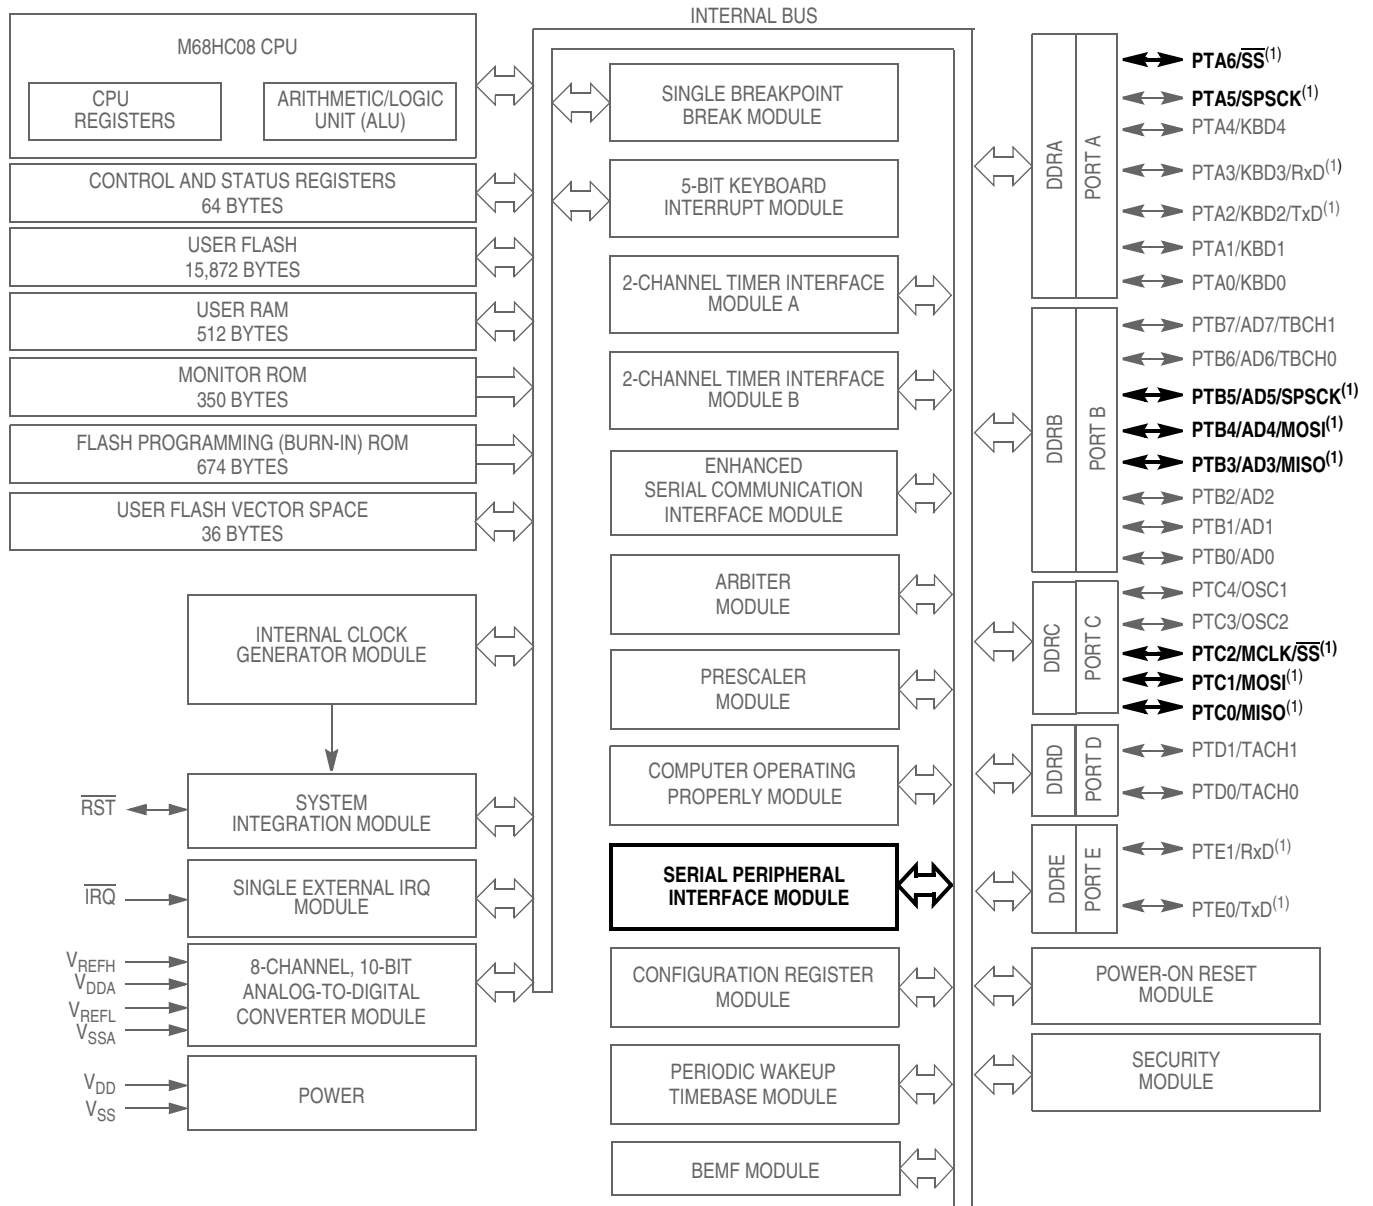 INTERNAL BUS
M68HC08 CPU
CPU
REGISTERS
ARITHMETIC/LOGIC
UNIT (ALU)
CONTROL AND STATUS REGISTERS
64 BYTES
USER FLASH
15,872 BYTES
USER RAM
512 BYTES
MONITOR ROM
350 BYTES
FLASH PROGRAMMING (BURN-IN) ROM
674 BYTES
USER FLASH VECTOR SPACE
36 BYTES
INTERNAL CLOCK
GENERATOR MODULE
RST
SYSTEM
INTEGRATION MODULE
IRQ
SINGLE EXTERNAL IRQ
MODULE
VREFH
VDDA
VREFL
VSSA
8-CHANNEL, 10-BIT
ANALOG-TO-DIGITAL
CONVERTER MODULE
VDD
VSS
POWER
SINGLE BREAKPOINT
BREAK MODULE
5-BIT KEYBOARD
INTERRUPT MODULE
2-CHANNEL TIMER INTERFACE
MODULE A
2-CHANNEL TIMER INTERFACE
MODULE B
ENHANCED
SERIAL COMMUNICATION
INTERFACE MODULE
ARBITER
MODULE
PRESCALER
MODULE
COMPUTER OPERATING
PROPERLY MODULE
SERIAL PERIPHERAL
INTERFACE MODULE
CONFIGURATION REGISTER
MODULE
PERIODIC WAKEUP
TIMEBASE MODULE
BEMF MODULE
DDRA
PORT A
PTA6/SS(1)
PTA5/SPSCK(1)
PTA4/KBD4
PTA3/KBD3/RxD(1)
PTA2/KBD2/TxD(1)
PTA1/KBD1
PTA0/KBD0
DDRB
PORT B
PTB7/AD7/TBCH1
PTB6/AD6/TBCH0
PTB5/AD5/SPSCK(1)
PTB4/AD4/MOSI(1)
PTB3/AD3/MISO(1)
PTB2/AD2
PTB1/AD1
PTB0/AD0
DDRC
PORT C
PTC4/OSC1
PTC3/OSC2
PTC2/MCLK/SS(1)
PTC1/MOSI(1)
PTC0/MISO(1)
DDRD
PORT D
PTD1/TACH1
PTD0/TACH0
DDRE
PORT E
PTE1/RxD(1)
PTE0/TxD(1)
POWER-ON RESET
MODULE
SECURITY
MODULE